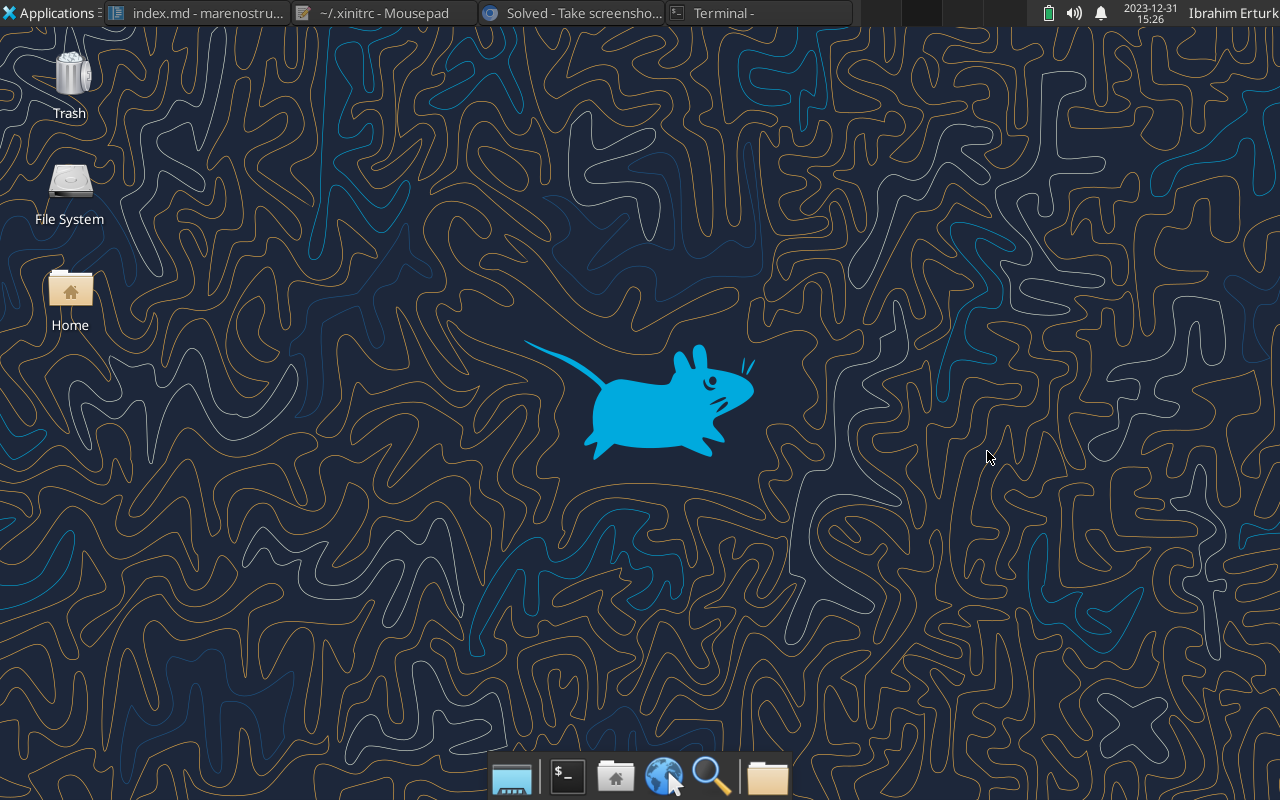 Applications
index.md - marenostru...
~/.xinitrc - Mousepad
Solved - Take screensho...
Terminal -
2023-12-31
15:26
Ibrahim Erturk
Trash
File System
Home
$_